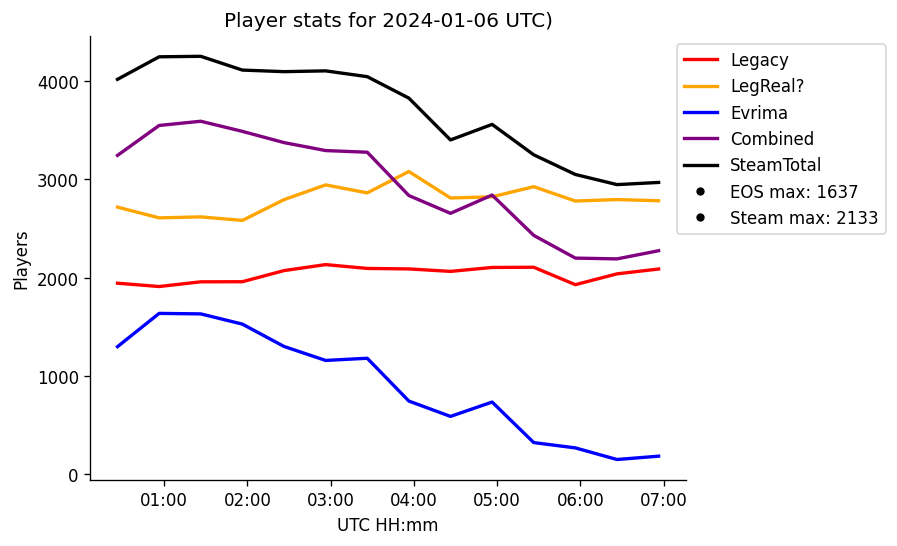 Player stats for 2024-01-06 UTC)
Legacy
LegReal?
Evrima
Combined
SteamTotal
EOS max: 1637
Steam max: 2133
Players
4000
3000
2000
1000
0
01:00 02:00 03:00 04:00 05:00 06:00 07:00
UTC HH:mm